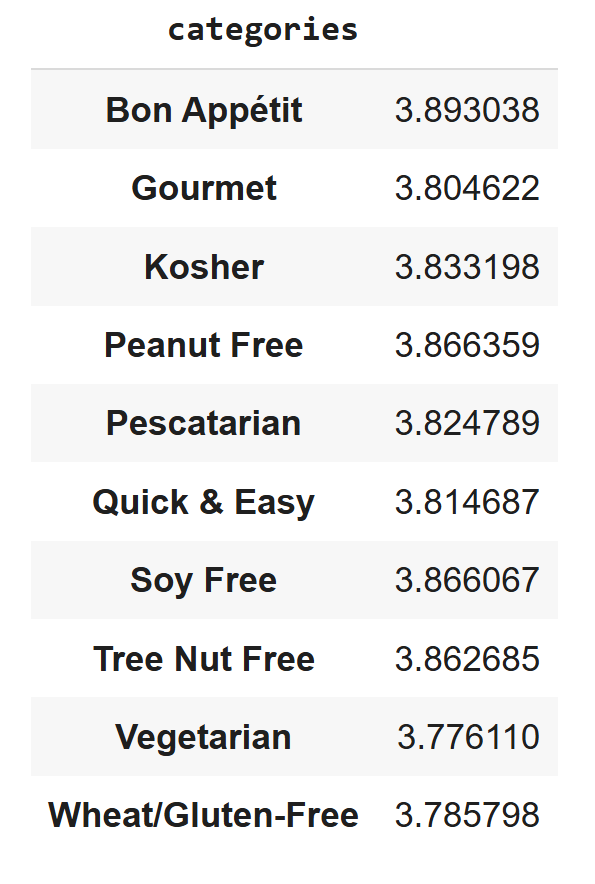 categories
Bon Appétit 3.893038
Gourmet 3.804622
Kosher 3.833198
Peanut Free 3.866359
Pescatarian 3.824789
Quick & Easy 3.814687
Soy Free 3.866067
Tree Nut Free 3.862685
Vegetarian 3.776110
Wheat/Gluten-Free 3.785798